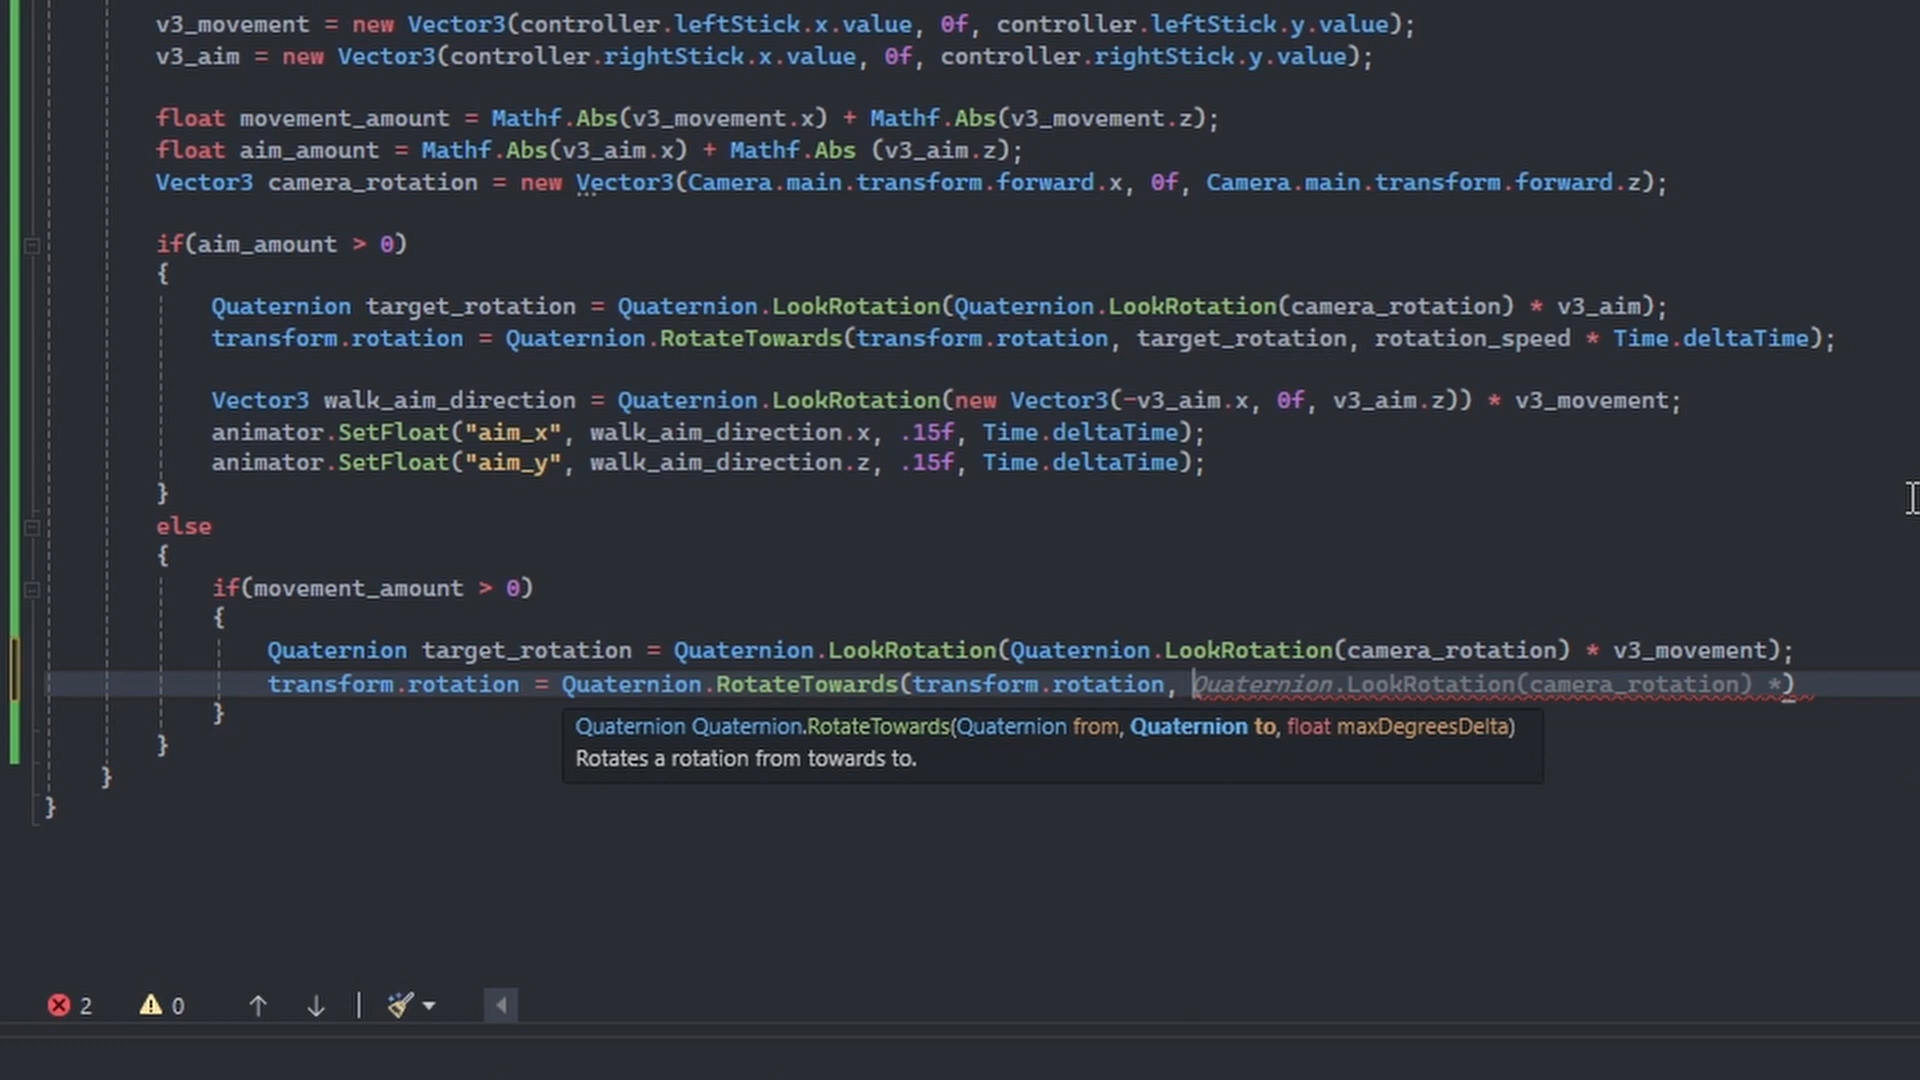 v3_movement = new Vector3(controller.leftStick.x.value, 0f, controller.leftStick.y.value);
v3_aim = new Vector3(controller.rightStick.x.value, 0f, controller.rightStick.y.value);
float movement_amount = Mathf.Abs(v3_movement.x) + Mathf.Abs(v3_movement.z);
float aim_amount = Mathf.Abs(v3_aim.x) + Mathf.Abs (v3_aim.z);
Vector3 camera_rotation = new Vector3(Camera.main.transform.forward.x, 0f, Camera.main.transform.forward.z);
if(aim_amount > 0)
{
Quaternion target_rotation = Quaternion.LookRotation(Quaternion.LookRotation(camera_rotation) * v3_aim);
transform.rotation = Quaternion.RotateTowards(transform.rotation, target_rotation, rotation_speed * Time.deltaTime);
Vector3 walk_aim_direction = Quaternion.LookRotation(new Vector3(-v3_aim.x, 0f, v3_aim.z)) * v3_movement;
animator.SetFloat("aim_x", walk_aim_direction.x, .15f, Time.deltaTime);
animator.SetFloat("aim_y", walk_aim_direction.z, .15f, Time.deltaTime);
}
else
{
if(movement_amount > 0)
{
Quaternion target_rotation = Quaternion.LookRotation(Quaternion.LookRotation(camera_rotation) * v3_movement);
transform.rotation = Quaternion.RotateTowards(transform.rotation, Quaternion.LookRotation(camera_rotation) *)
}
Quaternion Quaternion.RotateTowards(Quaternion from, Quaternion to, float maxDegreesDelta)
Rotates a rotation from towards to.
}
}
}
2 0